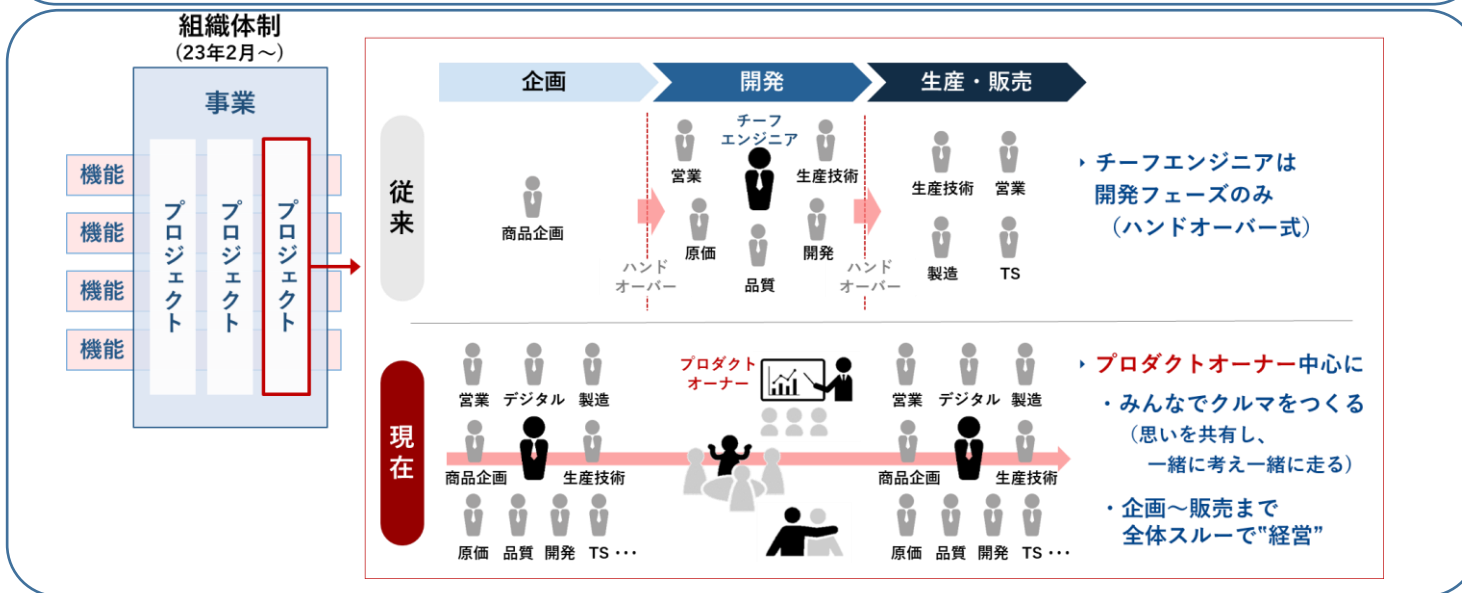 組織体制
(23年2月～)
事業
機能
機能
機能
機能
プロジェクト
プロジェクト
プロジェクト
企画
開発
生産・販売
従来
商品企画
ハンド
オーバー
チーフ
エンジニア
営業
生産技術
原価
開発
品質
ハンド
オーバー
生産技術
営業
製造
TS
チーフエンジニアは
開発フェーズのみ
（ハンドオーバー式）
現在
営業 デジタル 製造
商品企画 生産技術
原価 品質 開発 TS ・・・
プロダクト
オーナー
営業 デジタル 製造
商品企画 生産技術
原価 品質 開発 TS ・・・
プロダクトオーナー中心に
・みんなでクルマをつくる
（思いを共有し、
一緒に考え一緒に走る）
・企画～販売まで
全体スルーで“経営”